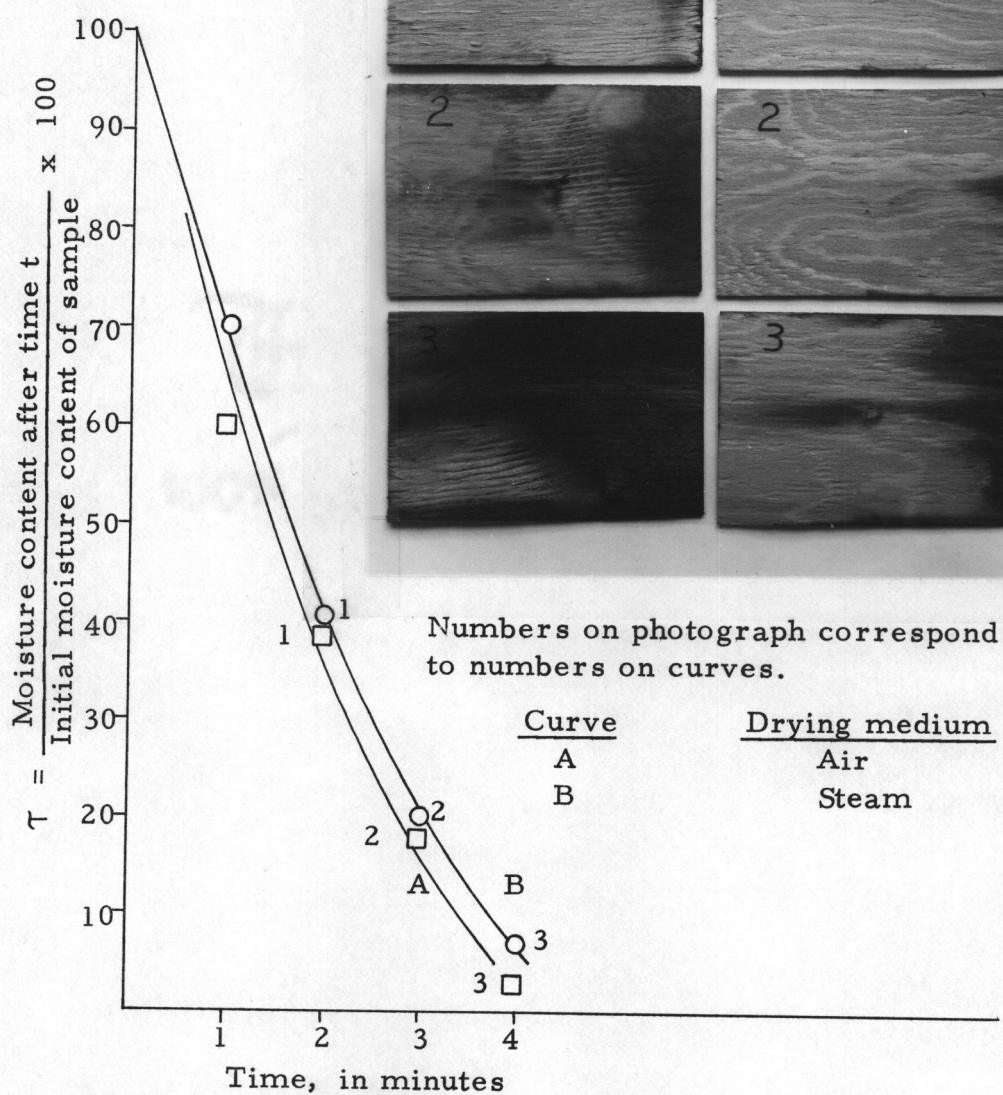 τ = Moisture content after time t
Initial moisture content of sample
x 100
100
90
80
70
60
50
40
30
20
10
1
1
2
2
A
B
3
3
1
2
3
4
Time, in minutes
2
2
3
3
Numbers on photograph correspond
to numbers on curves.
Curve Drying medium
A Air
B Steam